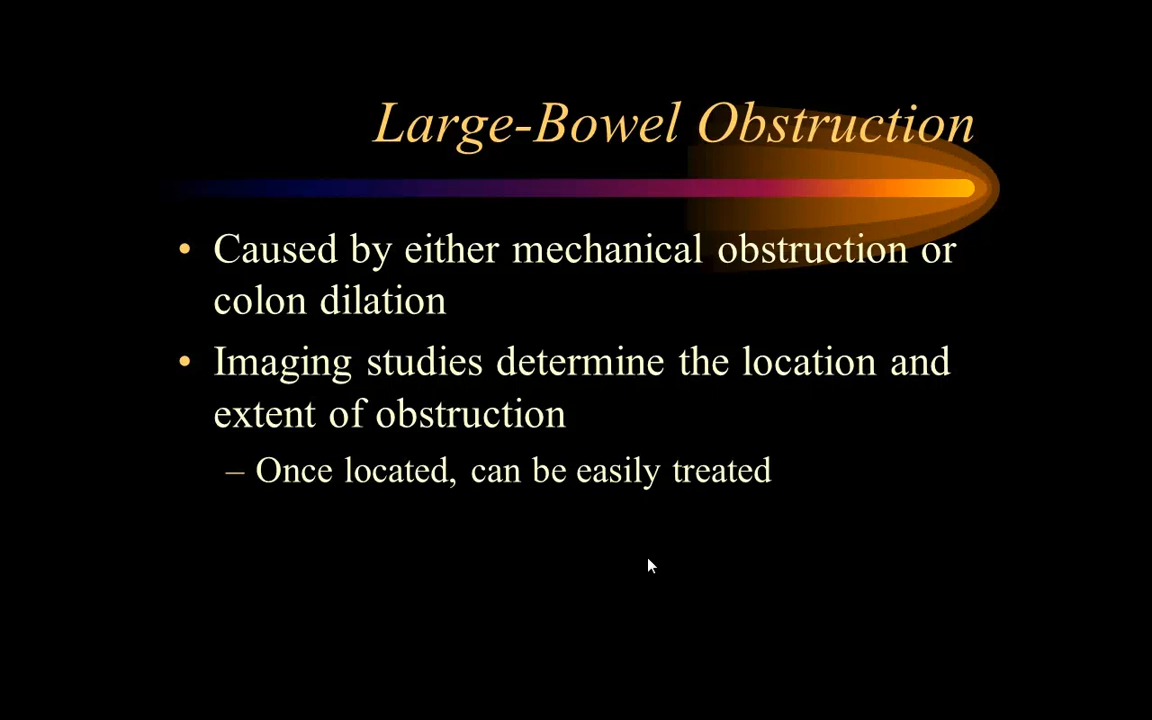 Large-Bowel Obstruction
• Caused by either mechanical obstruction or
colon dilation
• Imaging studies determine the location and
extent of obstruction
– Once located, can be easily treated